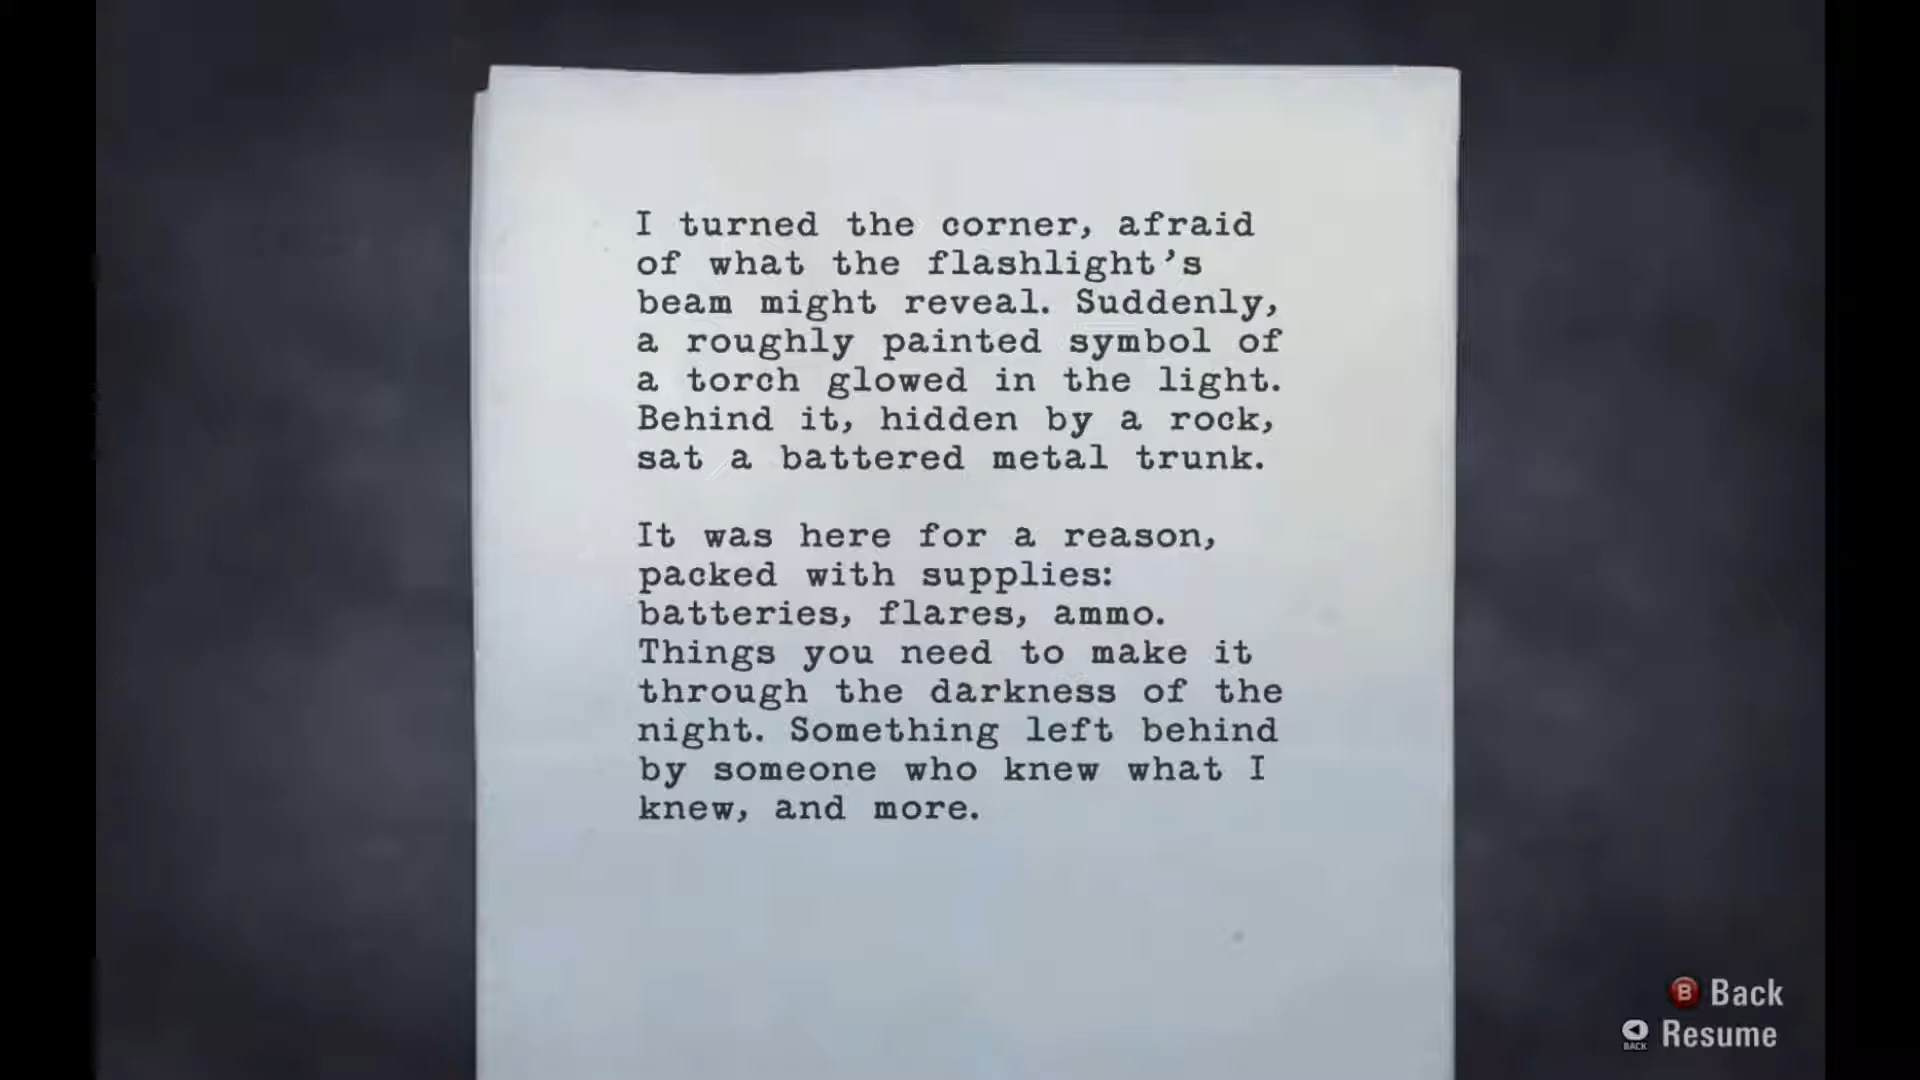 I turned the corner, afraid
of what the flashlight’s
beam might reveal. Suddenly,
a roughly painted symbol of
a torch glowed in the light.
Behind it, hidden by a rock,
sat a battered metal trunk.
It was here for a reason,
packed with supplies:
batteries, flares, ammo.
Things you need to make it
through the darkness of the
night. Something left behind
by someone who knew what I
knew, and more.
B Back
BACK Resume